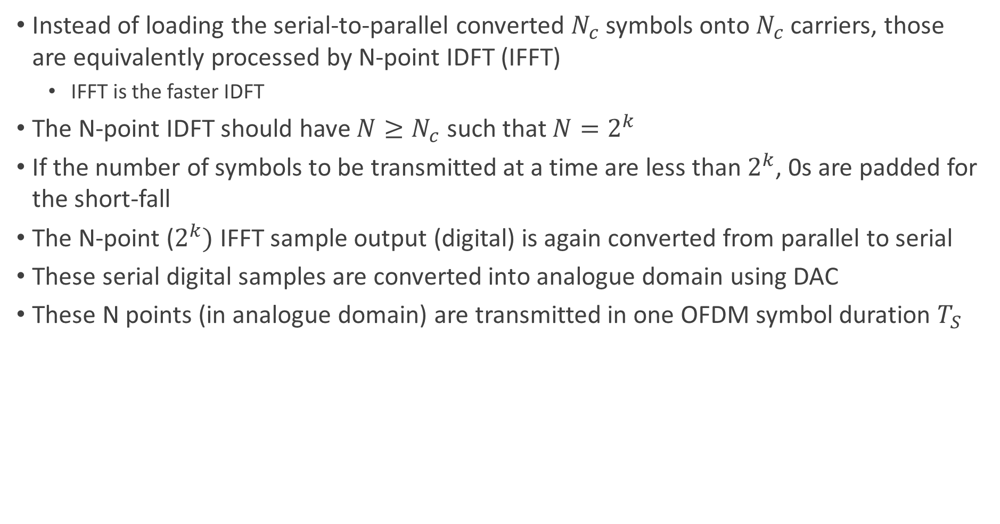 • Instead of loading the serial-to-parallel converted $N_c$ symbols onto $N_c$ carriers, those
are equivalently processed by N-point IDFT (IFFT)
• IFFT is the faster IDFT
• The N-point IDFT should have $N \geq N_c$ such that $N = 2^k$
• If the number of symbols to be transmitted at a time are less than $2^k$, 0s are padded for
the short-fall
• The N-point ($2^k$) IFFT sample output (digital) is again converted from parallel to serial
• These serial digital samples are converted into analogue domain using DAC
• These N points (in analogue domain) are transmitted in one OFDM symbol duration $T_S$